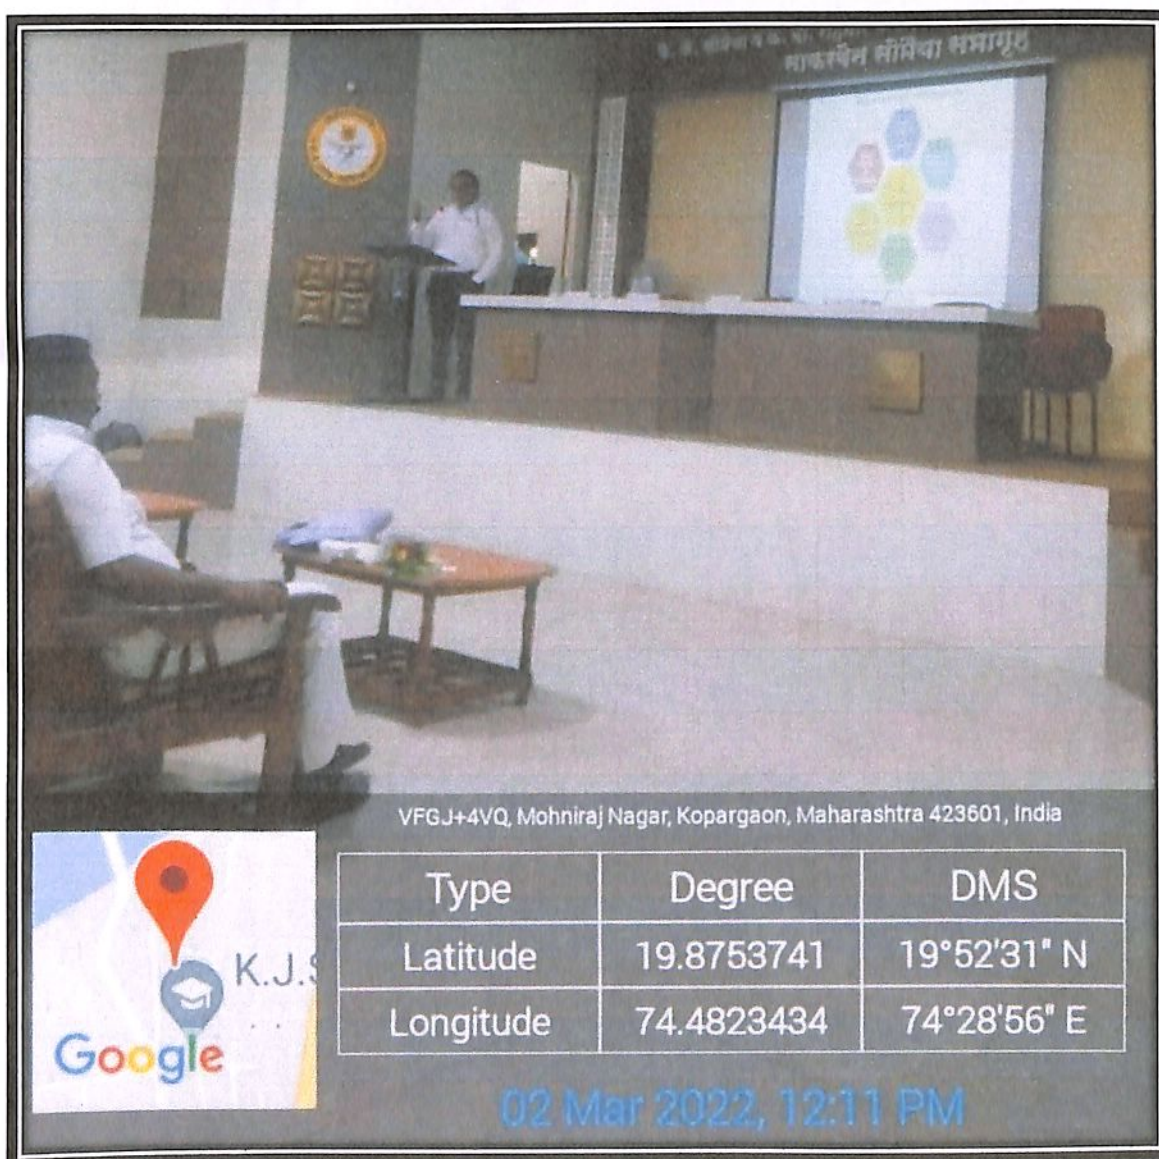 सोमैया सभागृह
VFGJ+4VQ, Mohniraj Nagar, Kopargaon, Maharashtra 423601, India
Type Degree DMS
Latitude 19.8753741 19°52'31" N
Longitude 74.4823434 74°28'56" E
K.J.S
Google
02 Mar 2022, 12:11 PM